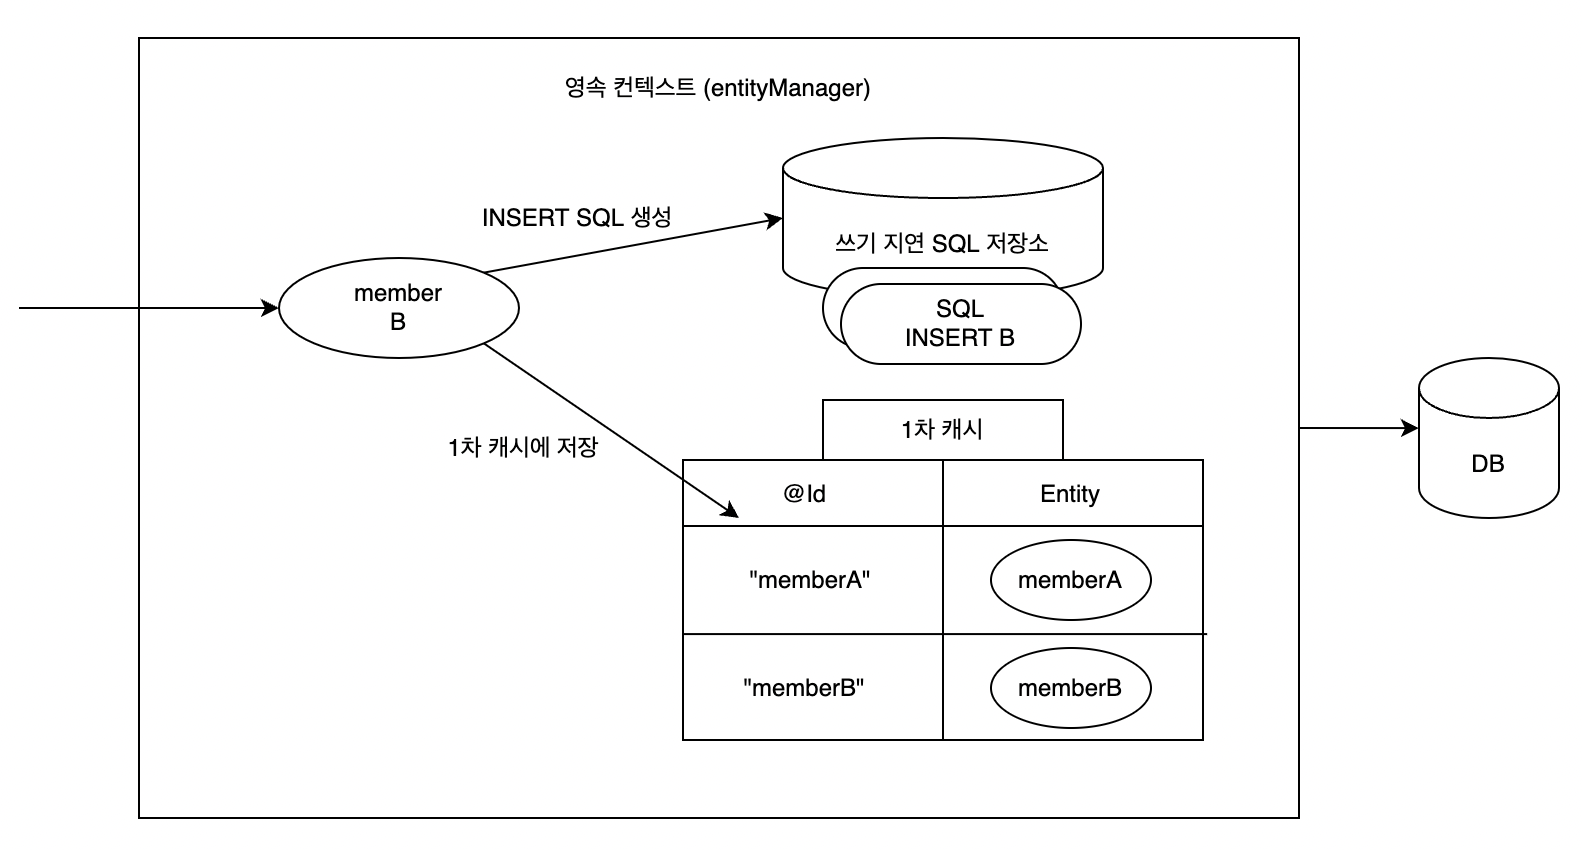 영속 컨텍스트 (entityManager)
INSERT SQL 생성
쓰기 지연 SQL 저장소
member
B
SQL
INSERT B
1차 캐시에 저장
1차 캐시
@Id
Entity
"memberA"
memberA
"memberB"
memberB
DB